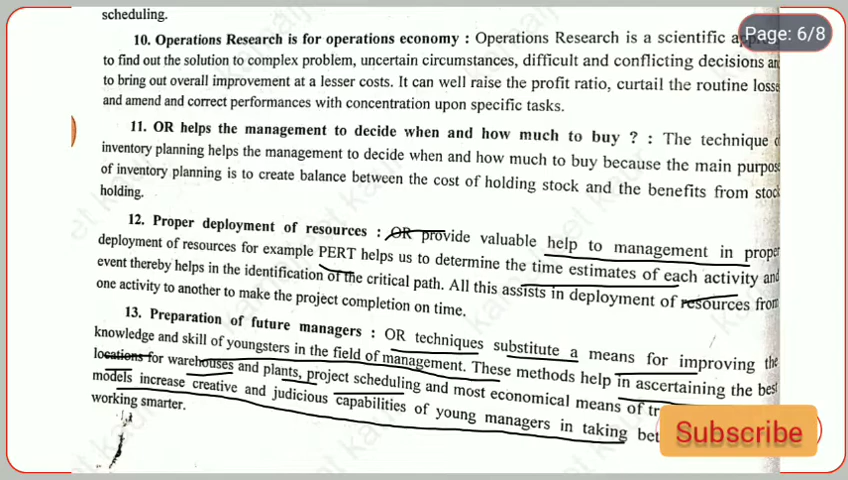 scheduling.
10. Operations Research is for operations economy : Operations Research is a scientific
to find out the solution to complex problem, uncertain circumstances, difficult and conflicting decisions an
to bring out overall improvement at a lesser costs. It can well raise the profit ratio, curtail the routine losse
and amend and correct performances with concentration upon specific tasks.
11. OR helps the management to decide when and how much to buy ? : The technique o
inventory planning helps the management to decide when and how much to buy because the main purpos
of inventory planning is to create balance between the cost of holding stock and the benefits from stock
holding.
12. Proper deployment of resources : OR provide valuable help to management in proper
deployment of resources for example PERT helps us to determine the time estimates of each activity and
event thereby helps in the identification of the critical path. All this assists in deployment of resources from
one activity to another to make the project completion on time.
13. Preparation of future managers : OR techniques substitute a means for improving the
knowledge and skill of youngsters in the field of management. These methods help in ascertaining the best
locations for warehouses and plants, project scheduling and most economical means of tr
models increase creative and judicious capabilities of young managers in taking bet
working smarter.
Page: 6/8
Subscribe